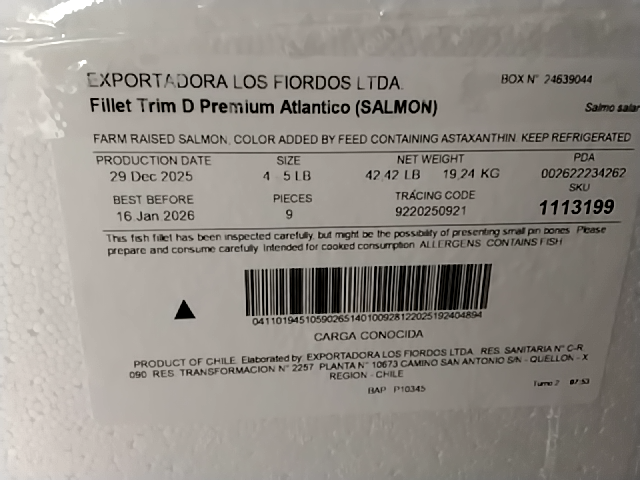 EXPORTADORA LOS FIORDOS LTDA.
BOX N° 24639044
Fillet Trim D Premium Atlantico (SALMON)
Salmo salar
FARM RAISED SALMON, COLOR ADDED BY FEED CONTAINING ASTAXANTHIN. KEEP REFRIGERATED
PRODUCTION DATE SIZE NET WEIGHT PDA
29 Dec 2025 4 - 5 LB 42,42 LB 19,24 KG 002622234262
BEST BEFORE PIECES TRACING CODE SKU
16 Jan 2026 9 9220250921 1113199
This fish fillet has been inspected carefully, but might be the possibility of presenting small pin bones. Please
prepare and consume carefully. Intended for cooked consumption. ALLERGENS: CONTAINS FISH
04110194510590265140100928122025192404894
CARGA CONOCIDA
PRODUCT OF CHILE. Elaborated by: EXPORTADORA LOS FIORDOS LTDA. RES. SANITARIA N° C-R
090 RES. TRANSFORMACION N° 2257 PLANTA N° 10673 CAMINO SAN ANTONIO S/N - QUELLON - X
REGION - CHILE
BAP P10345
Turno 2 07:53